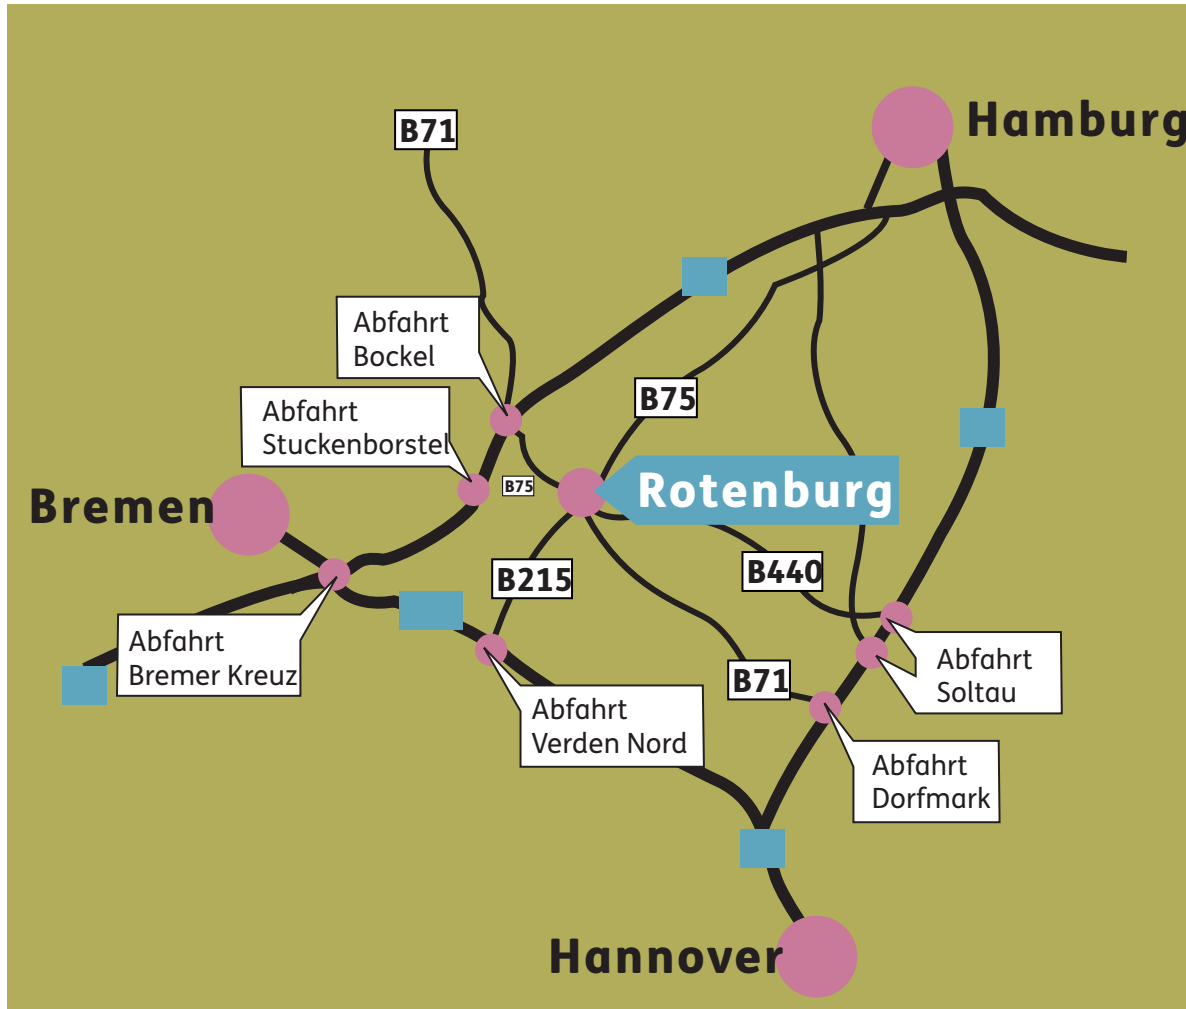 Hamburg
B71
Abfahrt
Bockel
B75
Abfahrt
Stuckenborstel
B75
Rotenburg
Bremen
B440
B215
Abfahrt
Bremer Kreuz
Abfahrt
Soltau
B71
Abfahrt
Verden Nord
Abfahrt
Dorfmark
Hannover